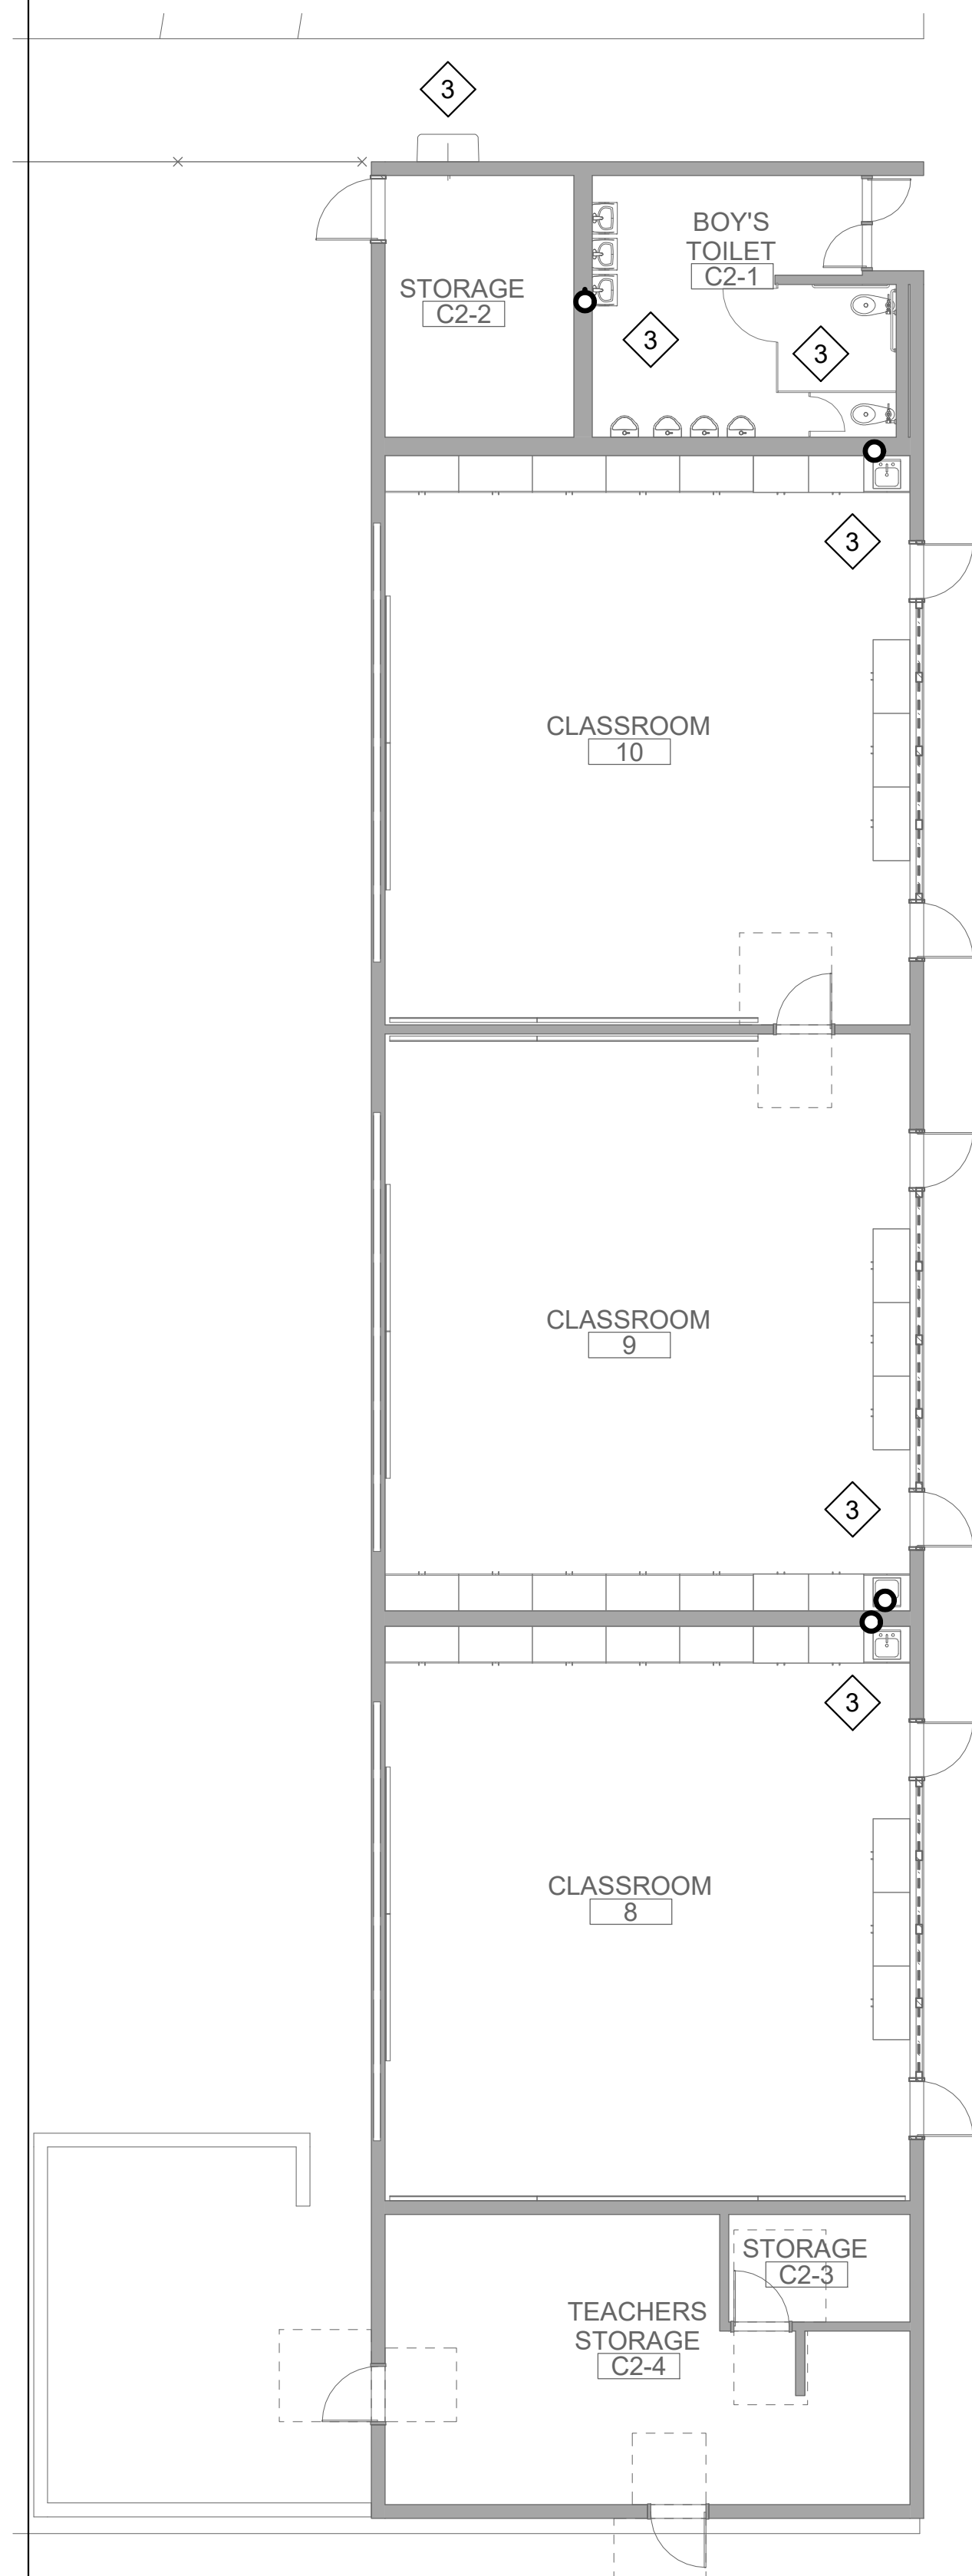 3
BOY'S
TOILET
C2-1
STORAGE
C2-2
3
3
3
CLASSROOM
10
CLASSROOM
9
3
3
CLASSROOM
8
STORAGE
C2-3
TEACHERS
STORAGE
C2-4